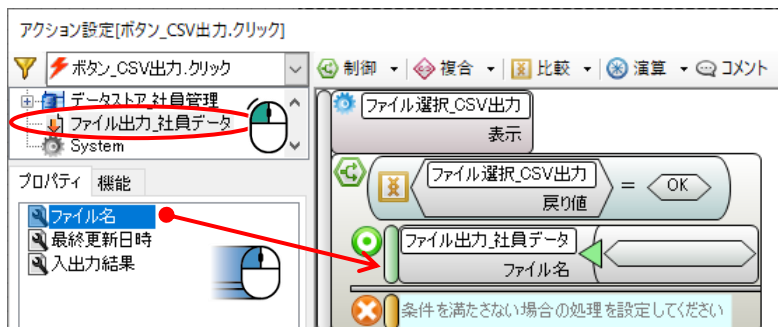 アクション設定[ボタン_CSV出力.クリック]
ボタン_CSV出力.クリック
制御 複合 比較 演算 コメント
データストア_社員管理
ファイル出力_社員データ
System
プロパティ 機能
ファイル名
最終更新日時
入出力結果
ファイル選択_CSV出力
表示
ファイル選択_CSV出力
戻り値
= OK
ファイル出力_社員データ
ファイル名
条件を満たさない場合の処理を設定してください